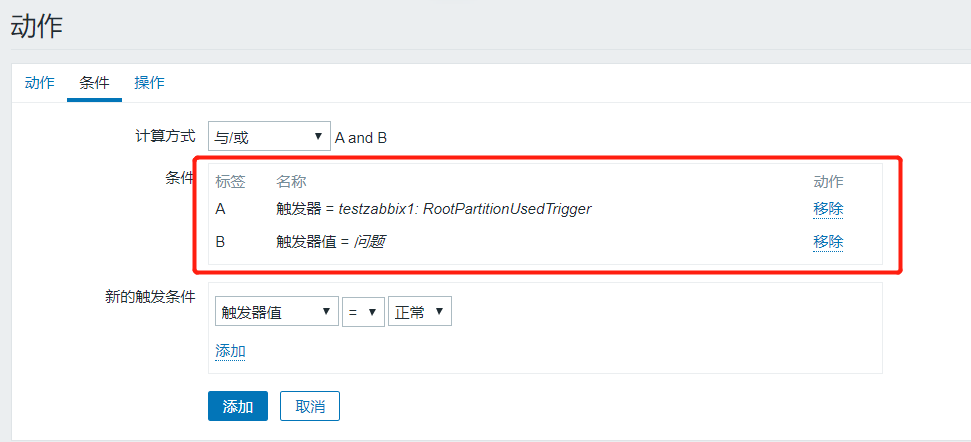 动作
动作 条件 操作
计算方式 与/或 A and B
条件
标签 名称 动作
A 触发器 = testzabbix1: RootPartitionUsedTrigger 移除
B 触发器值 = 问题 移除
新的触发条件
触发器值 = 正常
添加
添加 取消